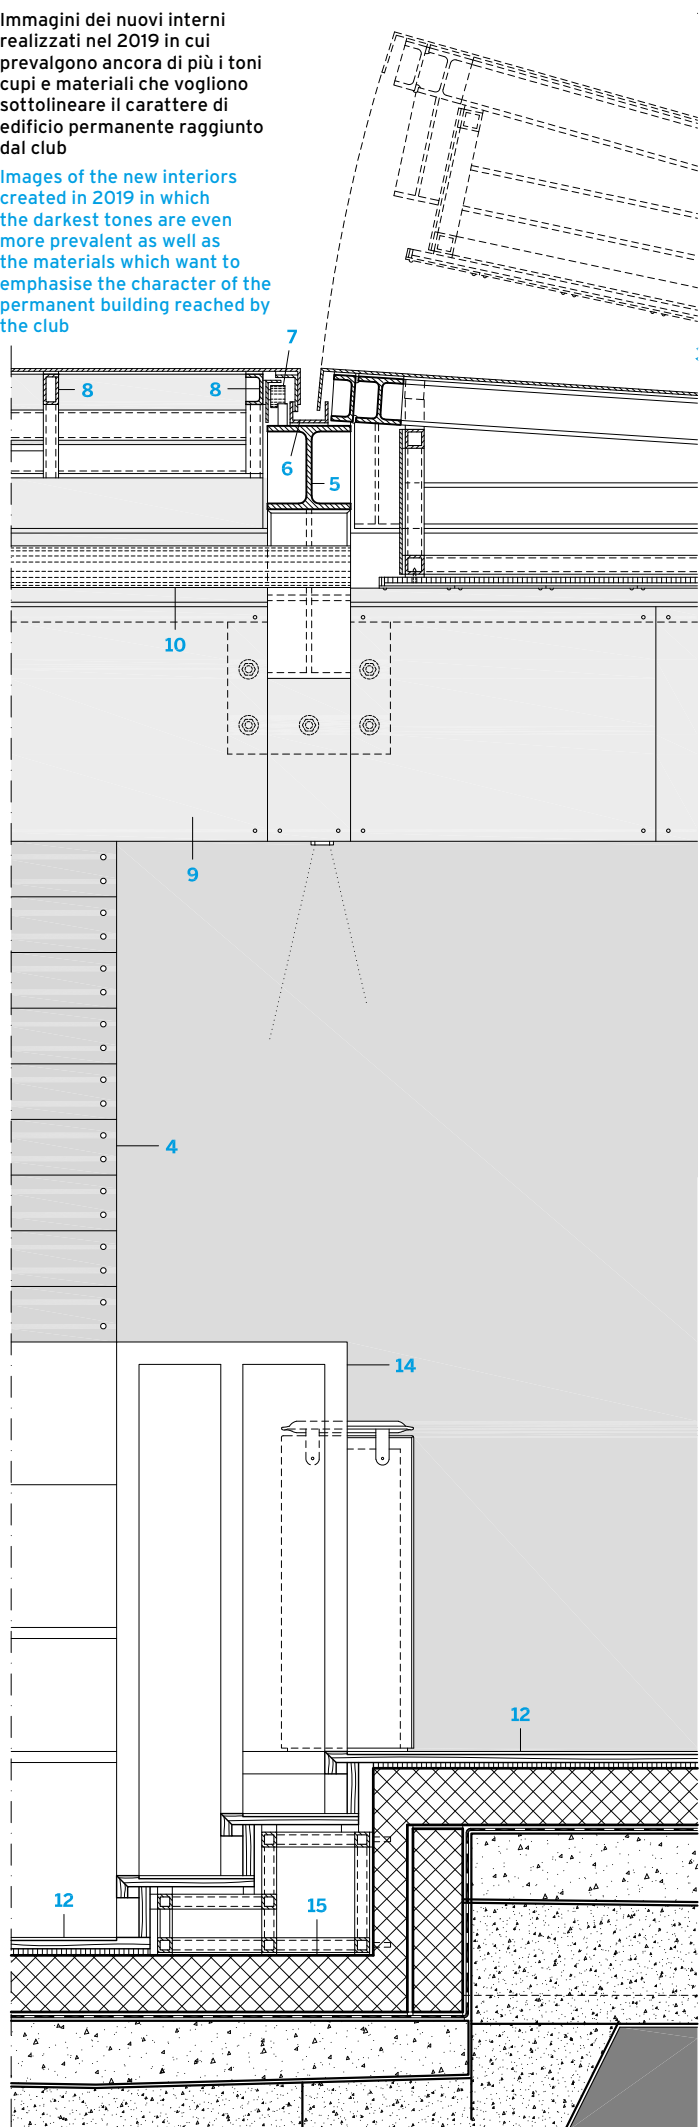 Immagini dei nuovi interni
realizzati nel 2019 in cui
prevalgono ancora di più i toni
cupi e materiali che vogliono
sottolineare il carattere di
edificio permanente raggiunto
dal club
Images of the new interiors
created in 2019 in which
the darkest tones are even
more prevalent as well as
the materials which want to
emphasise the character of the
permanent building reached by
the club
7
8
8
6
5
10
9
4
14
12
12
15